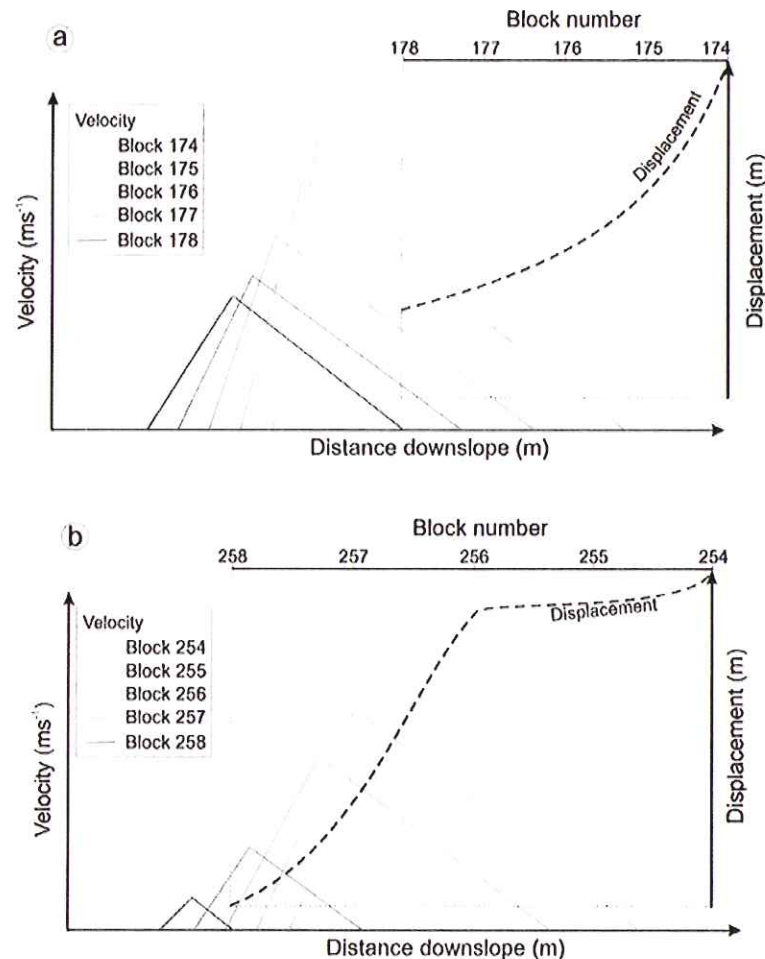 a
Block number
178 177 176 175 174
Velocity
Block 174
Block 175
Block 176
Block 177
Block 178
Displacement
Velocity (ms⁻¹)
Displacement (m)
Distance downslope (m)
b
Block number
258 257 256 255 254
Velocity
Block 254
Block 255
Block 256
Block 257
Block 258
Displacement
Velocity (ms⁻¹)
Displacement (m)
Distance downslope (m)